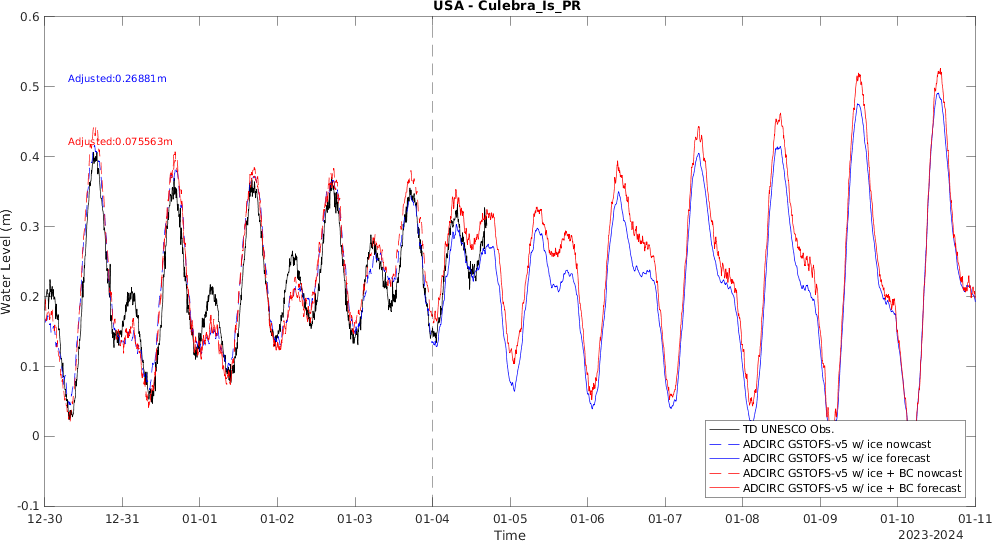 USA - Culebra_Is_PR
0.6
0.5
0.4
0.3
0.2
0.1
0
-0.1
Water Level (m)
Adjusted:0.26881m
Adjusted:0.075563m
TD UNESCO Obs.
ADCIRC GSTOFS-v5 w/ ice nowcast
ADCIRC GSTOFS-v5 w/ ice forecast
ADCIRC GSTOFS-v5 w/ ice + BC nowcast
ADCIRC GSTOFS-v5 w/ ice + BC forecast
12-30 12-31 01-01 01-02 01-03 01-04 01-05 01-06 01-07 01-08 01-09 01-10 01-11
Time
2023-2024